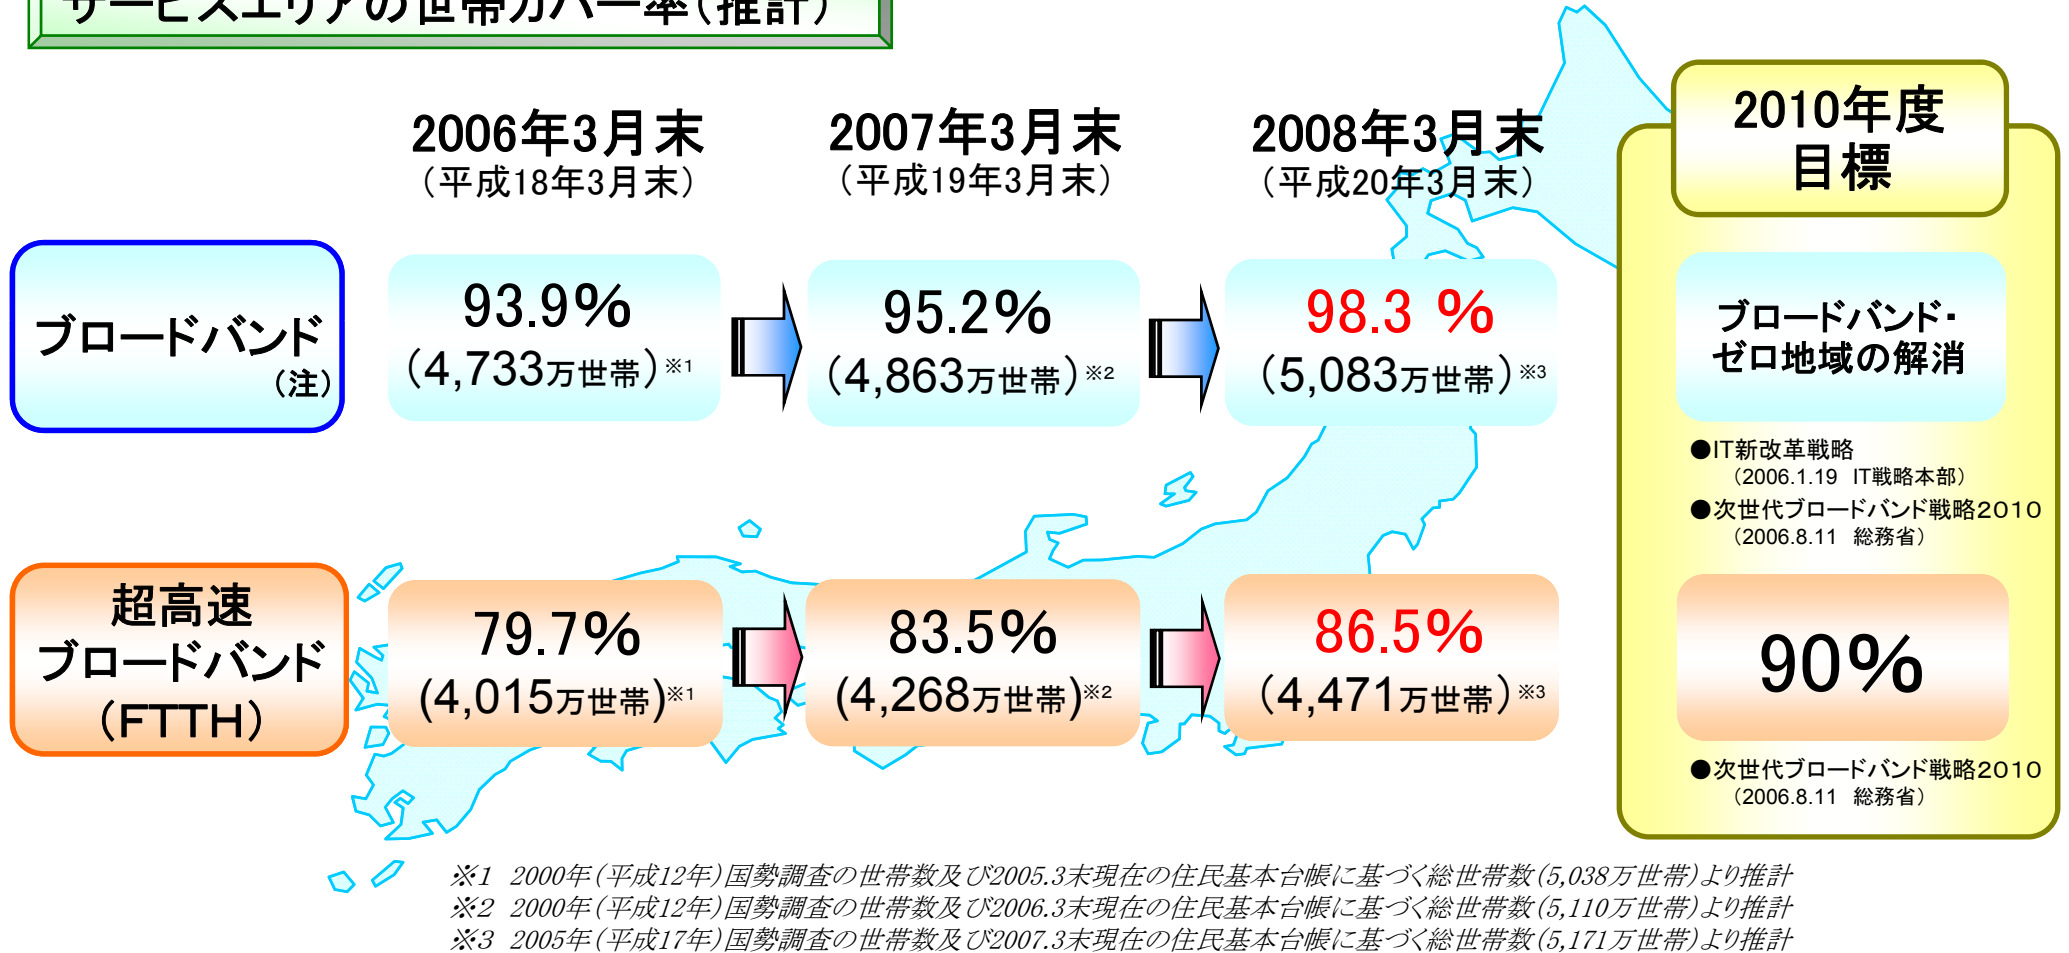 サービスエリアの世帯カバー率（推計）
2006年3月末
（平成18年3月末）
2007年3月末
（平成19年3月末）
2008年3月末
（平成20年3月末）
2010年度
目標
ブロードバンド
（注）
93.9%
（4,733万世帯）※1
95.2%
（4,863万世帯）※2
98.3 %
（5,083万世帯）※3
ブロードバンド・
ゼロ地域の解消
●IT新改革戦略
（2006.1.19 IT戦略本部）
●次世代ブロードバンド戦略2010
（2006.8.11 総務省）
超高速
ブロードバンド
（FTTH）
79.7%
(4,015万世帯)※1
83.5%
(4,268万世帯)※2
86.5%
（4,471万世帯）※3
90%
●次世代ブロードバンド戦略2010
（2006.8.11 総務省）
※1 2000年（平成12年）国勢調査の世帯数及び2005.3末現在の住民基本台帳に基づく総世帯数（5,038万世帯）より推計
※2 2000年（平成12年）国勢調査の世帯数及び2006.3末現在の住民基本台帳に基づく総世帯数（5,110万世帯）より推計
※3 2005年（平成17年）国勢調査の世帯数及び2007.3末現在の住民基本台帳に基づく総世帯数（5,171万世帯）より推計